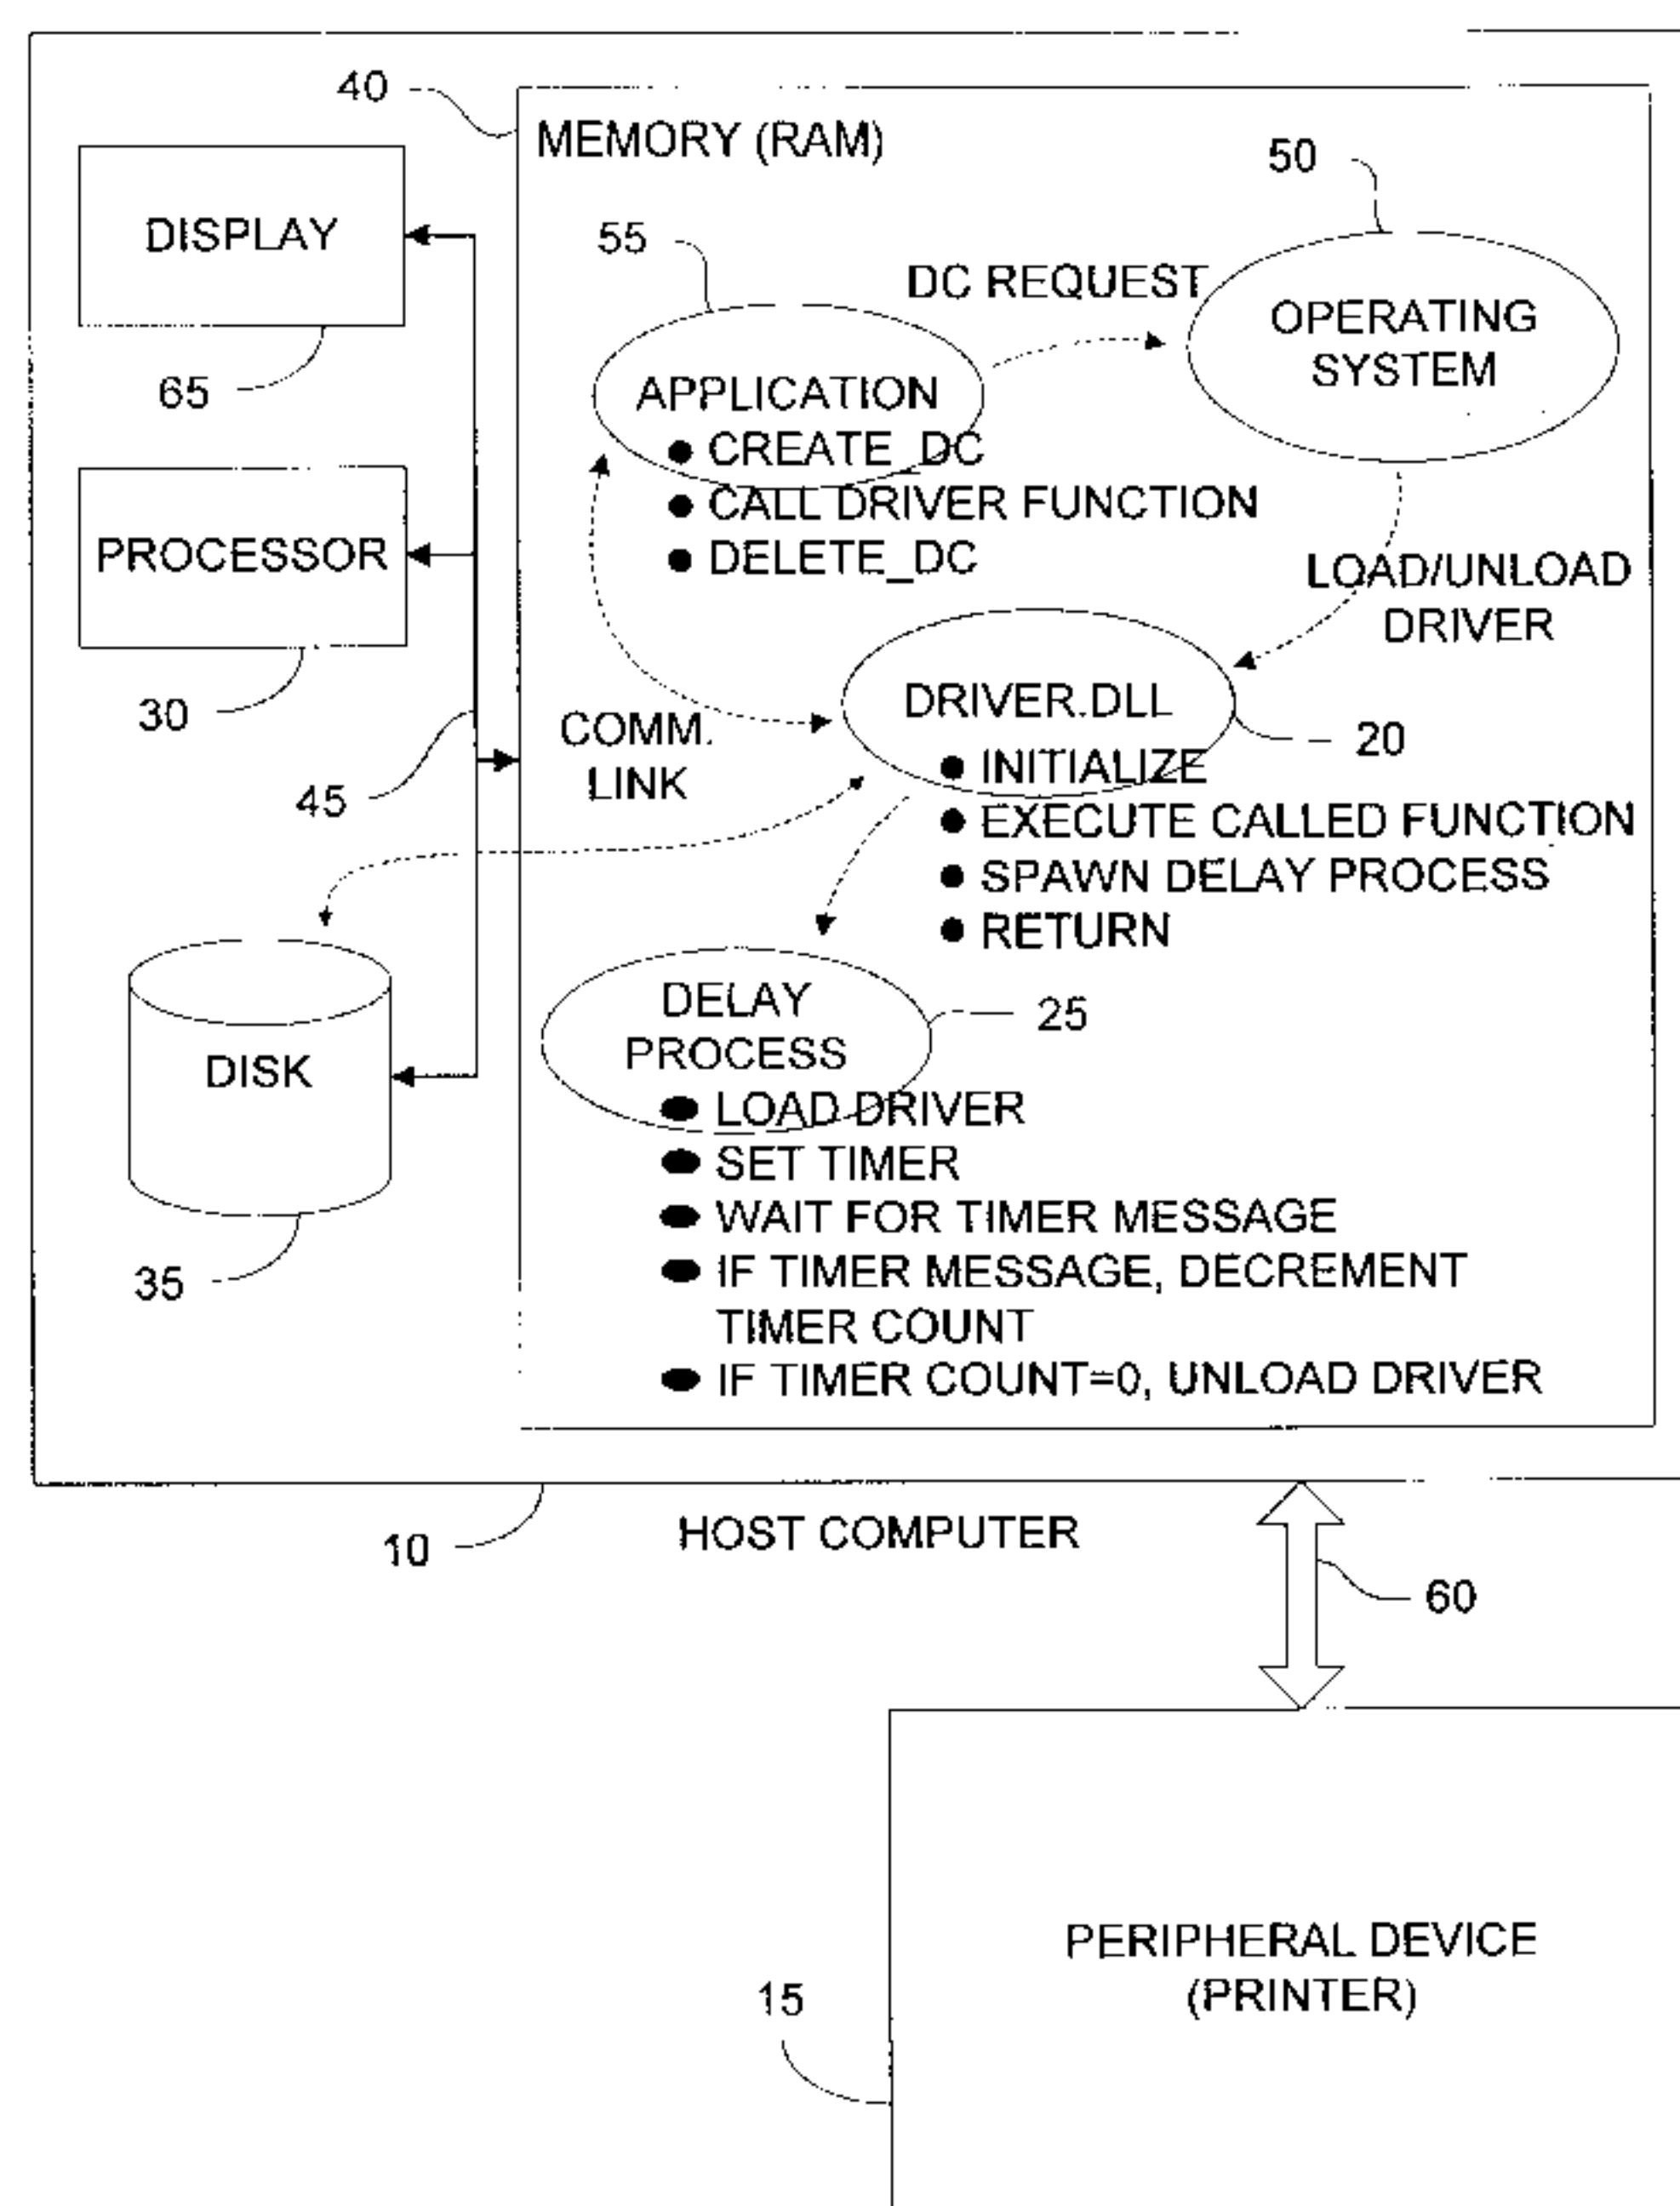 40
MEMORY (RAM)
50
DISPLAY
55
DC REQUEST
OPERATING
SYSTEM
65
APPLICATION
● CREATE_DC
● CALL DRIVER FUNCTION
● DELETE_DC
PROCESSOR
LOAD/UNLOAD
DRIVER
30
DRIVER.DLL
20
COMM.
LINK
45
● INITIALIZE
● EXECUTE CALLED FUNCTION
● SPAWN DELAY PROCESS
● RETURN
DELAY
PROCESS
25
DISK
● LOAD DRIVER
● SET TIMER
● WAIT FOR TIMER MESSAGE
● IF TIMER MESSAGE, DECREMENT
TIMER COUNT
● IF TIMER COUNT=0, UNLOAD DRIVER
35
10
HOST COMPUTER
60
PERIPHERAL DEVICE
(PRINTER)
15